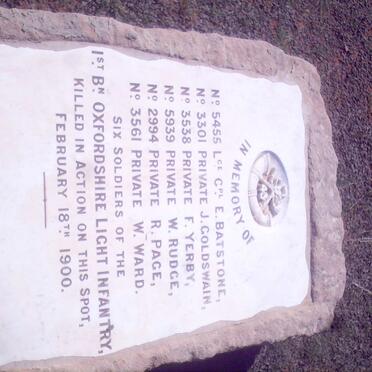 IN MEMORY OF
No. 5455 LCE CPL E. BATSTONE,
No. 3301 PRIVATE J. GOLDSWAIN,
No. 3538 PRIVATE F. YERBY,
No. 5939 PRIVATE W. RUDGE,
No. 2994 PRIVATE R. PAGE,
No. 3561 PRIVATE W. WARD.
SIX SOLDIERS OF THE
1ST BN OXFORDSHIRE LIGHT INFANTRY,
KILLED IN ACTION ON THIS SPOT,
FEBRUARY 18TH 1900.